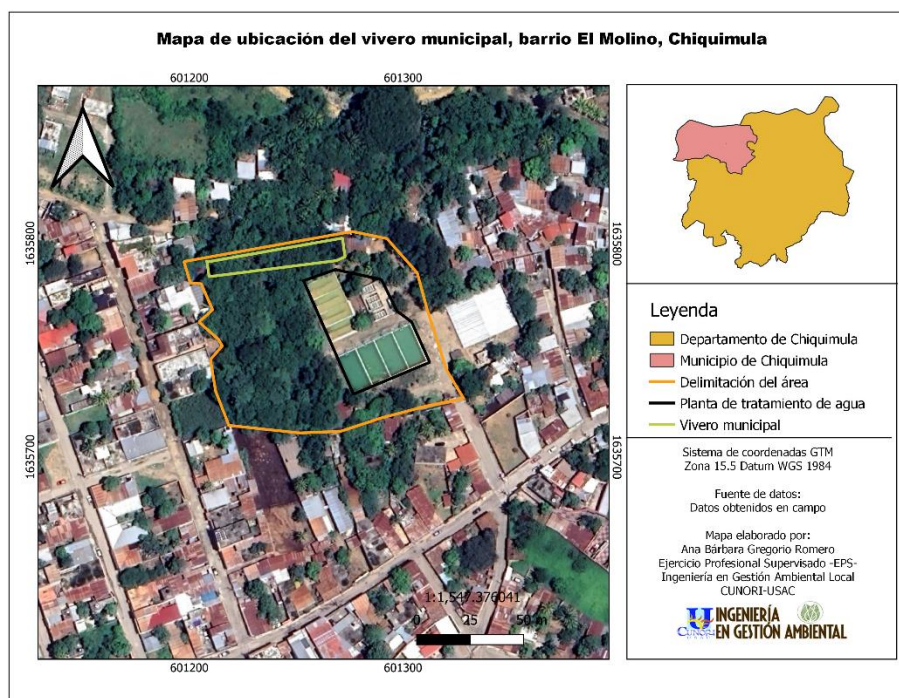 Mapa de ubicación del vivero municipal, barrio El Molino, Chiquimula
601200
601300
1635800
1635800
1635700
1635700
1:1,547.376041
0 25 50 m
601200
601300
Leyenda
Departamento de Chiquimula
Municipio de Chiquimula
Delimitación del área
Planta de tratamiento de agua
Vivero municipal
Sistema de coordenadas GTM
Zona 15.5 Datum WGS 1984
Fuente de datos:
Datos obtenidos en campo
Mapa elaborado por:
Ana Bárbara Gregorio Romero
Ejercicio Profesional Supervisado -EPS-
Ingeniería en Gestión Ambiental Local
CUNORI-USAC
CUNORI
INGENIERÍA
EN GESTIÓN AMBIENTAL